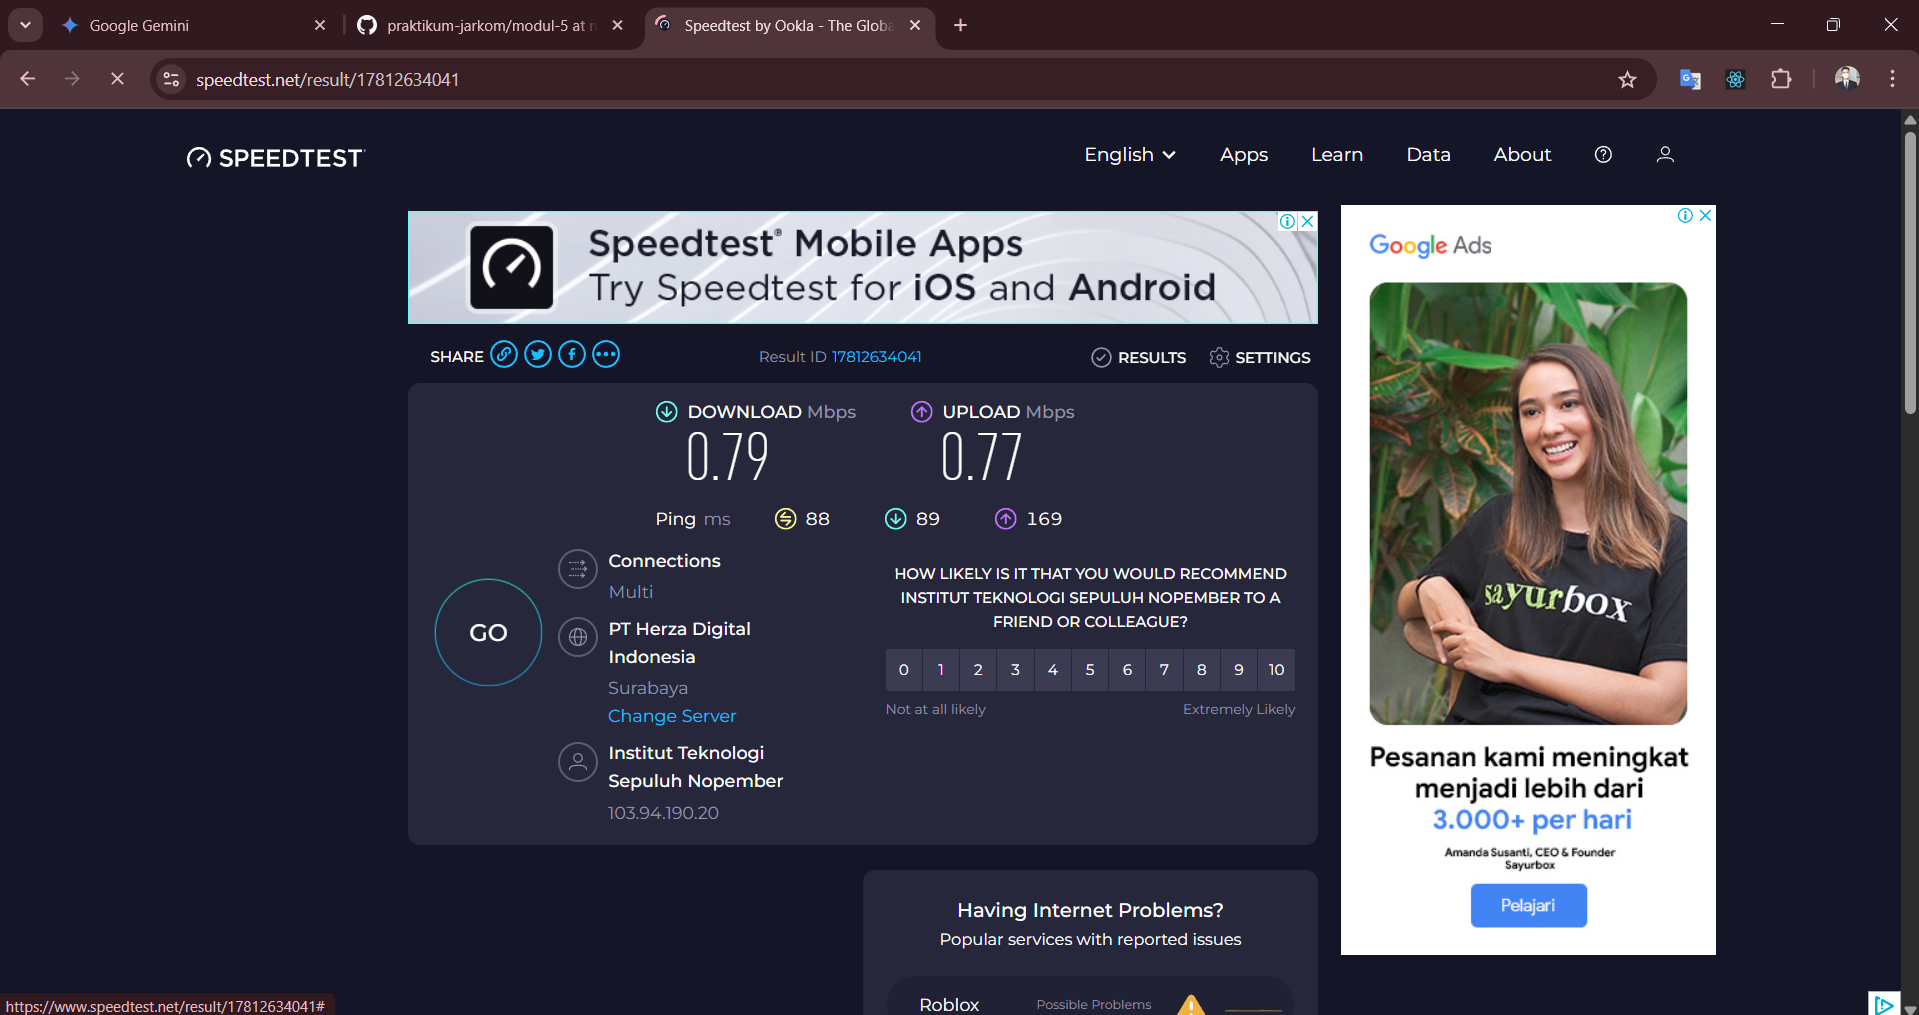 Google Gemini
praktikum-jarkom/modul-5 at
Speedtest by Ookla - The Globa
speedtest.net/result/17812634041
SPEEDTEST
English
Apps
Learn
Data
About
Speedtest® Mobile Apps
Try Speedtest for iOS and Android
SHARE
Result ID 17812634041
RESULTS
SETTINGS
DOWNLOAD Mbps
0.79
UPLOAD Mbps
0.77
Ping ms
88
89
169
GO
Connections
Multi
PT Herza Digital
Indonesia
Surabaya
Change Server
Institut Teknologi
Sepuluh Nopember
103.94.190.20
HOW LIKELY IS IT THAT YOU WOULD RECOMMEND
INSTITUT TEKNOLOGI SEPULUH NOPEMBER TO A
FRIEND OR COLLEAGUE?
0 1 2 3 4 5 6 7 8 9 10
Not at all likely
Extremely Likely
Having Internet Problems?
Popular services with reported issues
Roblox
Possible Problems
Google Ads
sayurbox
Pesanan kami meningkat
menjadi lebih dari
3.000+ per hari
Amanda Susanti, CEO & Founder
Sayurbox
Pelajari
https://www.speedtest.net/result/17812634041#